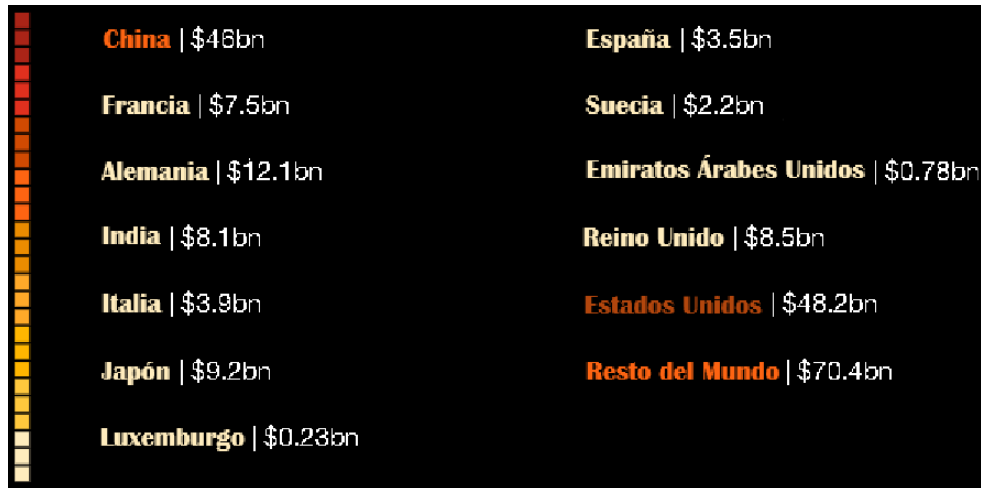 China | $46bn
Francia | $7.5bn
Alemania | $12.1bn
India | $8.1bn
Italia | $3.9bn
Japón | $9.2bn
Luxemburgo | $0.23bn
España | $3.5bn
Suecia | $2.2bn
Emiratos Árabes Unidos | $0.78bn
Reino Unido | $8.5bn
Estados Unidos | $48.2bn
Resto del Mundo | $70.4bn